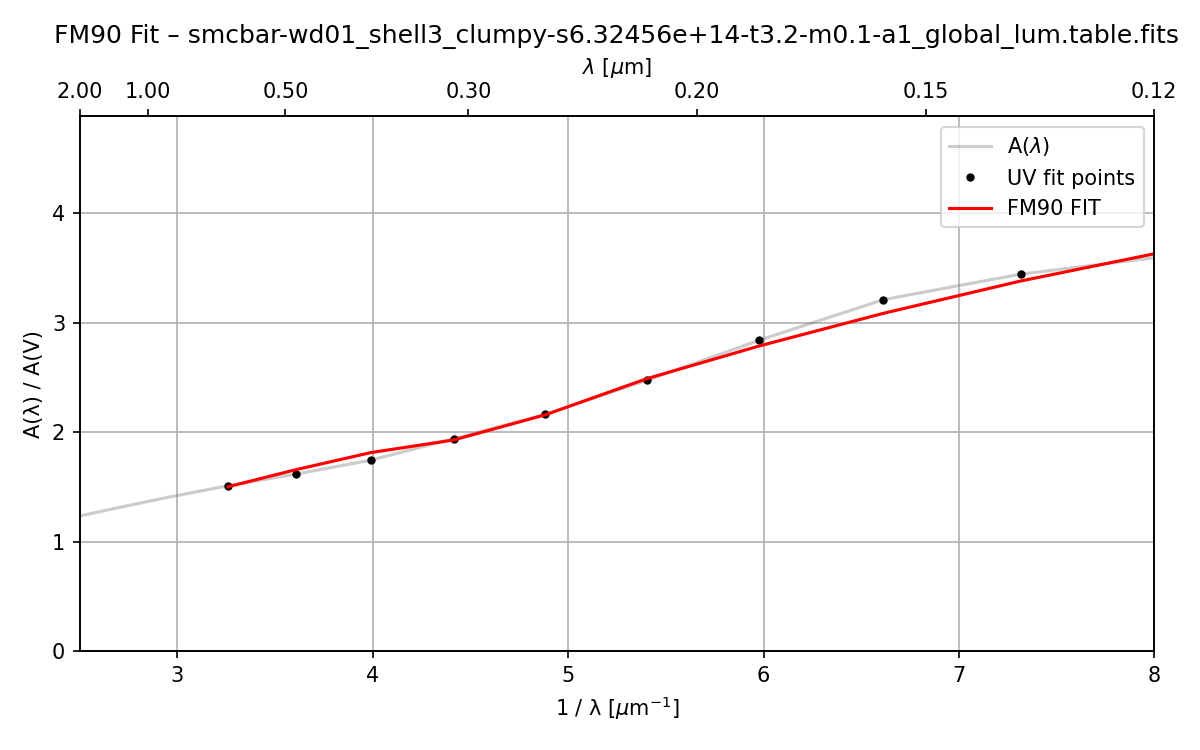 FM90 Fit – smcbar-wd01_shell3_clumpy-s6.32456e+14-t3.2-m0.1-a1_global_lum.table.fits
λ [μm]
2.00 1.00 0.50 0.30 0.20 0.15 0.12
A(λ)
UV fit points
FM90 FIT
A(λ) / A(V)
4
3
2
1
0
3 4 5 6 7 8
1 / λ [μm⁻¹]